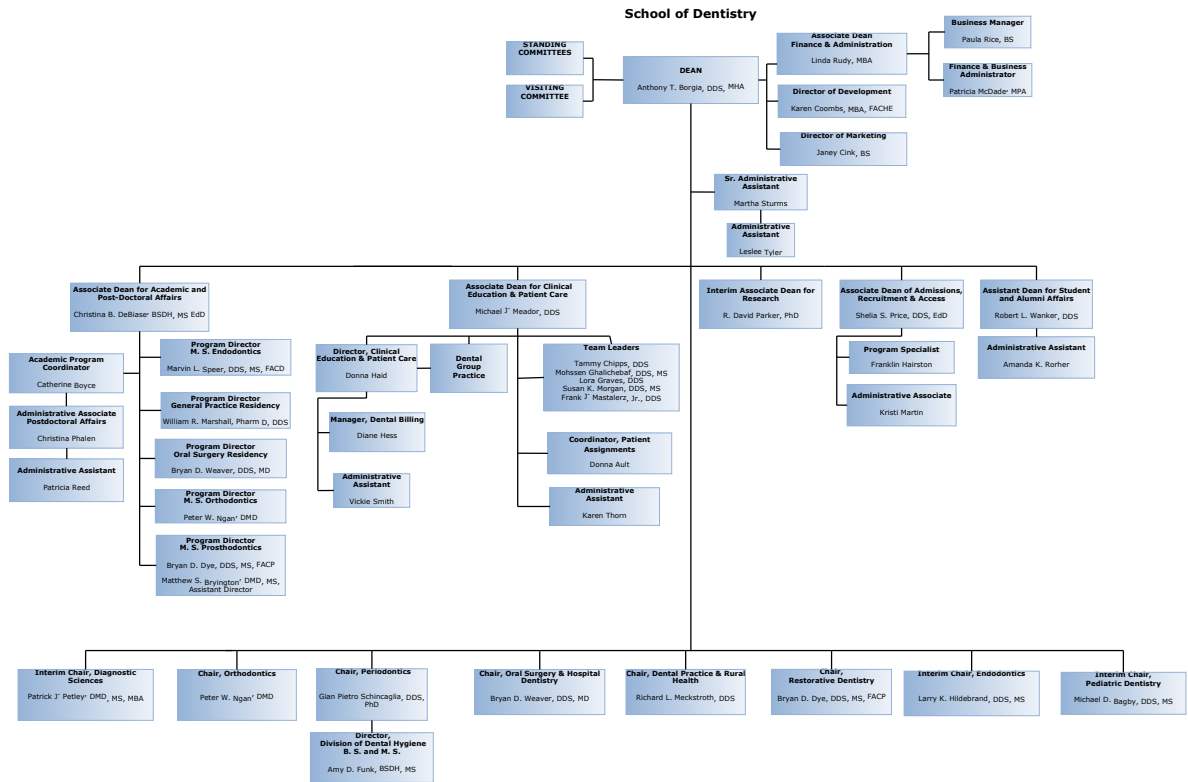 School of Dentistry
STANDING
COMMITTEES
VISITING
COMMITTEE
DEAN
Anthony T. Borgia, DDS, MHA
Associate Dean
Finance & Administration
Linda Rudy, MBA
Director of Development
Karen Coombs, MBA, FACHE
Director of Marketing
Janey Cink, BS
Business Manager
Paula Rice, BS
Finance & Business
Administrator
Patricia McDade, MPA
Sr. Administrative
Assistant
Martha Sturms
Administrative
Assistant
Leslee Tyler
Associate Dean for Academic and
Post-Doctoral Affairs
Christina B. DeBiase, BSDH, MS EdD
Associate Dean for Clinical
Education & Patient Care
Michael J. Meador, DDS
Interim Associate Dean for
Research
R. David Parker, PhD
Associate Dean of Admissions,
Recruitment & Access
Shelia S. Price, DDS, EdD
Assistant Dean for Student
and Alumni Affairs
Robert L. Wanker, DDS
Academic Program
Coordinator
Catherine Boyce
Administrative Associate
Postdoctoral Affairs
Christina Phalen
Administrative Assistant
Patricia Reed
Program Director
M. S. Endodontics
Marvin L. Speer, DDS, MS, FACD
Program Director
General Practice Residency
William R. Marshall, Pharm D, DDS
Program Director
Oral Surgery Residency
Bryan D. Weaver, DDS, MD
Program Director
M. S. Orthodontics
Peter W. Ngan, DMD
Program Director
M. S. Prosthodontics
Bryan D. Dye, DDS, MS, FACP
Matthew S. Bryington, DMD, MS,
Assistant Director
Director, Clinical
Education & Patient Care
Donna Haid
Manager, Dental Billing
Diane Hess
Administrative
Assistant
Vickie Smith
Dental
Group
Practice
Team Leaders
Tammy Chipps, DDS
Mohssen Ghalichebaf, DDS, MS
Lora Graves, DDS
Susan K. Morgan, DDS, MS
Frank J. Mastalerz, Jr., DDS
Coordinator, Patient
Assignments
Donna Ault
Administrative
Assistant
Karen Thorn
Program Specialist
Franklin Hairston
Administrative Associate
Kristi Martin
Administrative Assistant
Amanda K. Rorher
Interim Chair, Diagnostic
Sciences
Patrick J. Petley, DMD, MS, MBA
Chair, Orthodontics
Peter W. Ngan, DMD
Chair, Periodontics
Gian Pietro Schincaglia, DDS,
PhD
Director,
Division of Dental Hygiene
B. S. and M. S.
Amy D. Funk, BSDH, MS
Chair, Oral Surgery & Hospital
Dentistry
Bryan D. Weaver, DDS, MD
Chair, Dental Practice & Rural
Health
Richard L. Meckstroth, DDS
Chair,
Restorative Dentistry
Bryan D. Dye, DDS, MS, FACP
Interim Chair, Endodontics
Larry K. Hildebrand, DDS, MS
Interim Chair,
Pediatric Dentistry
Michael D. Bagby, DDS, MS